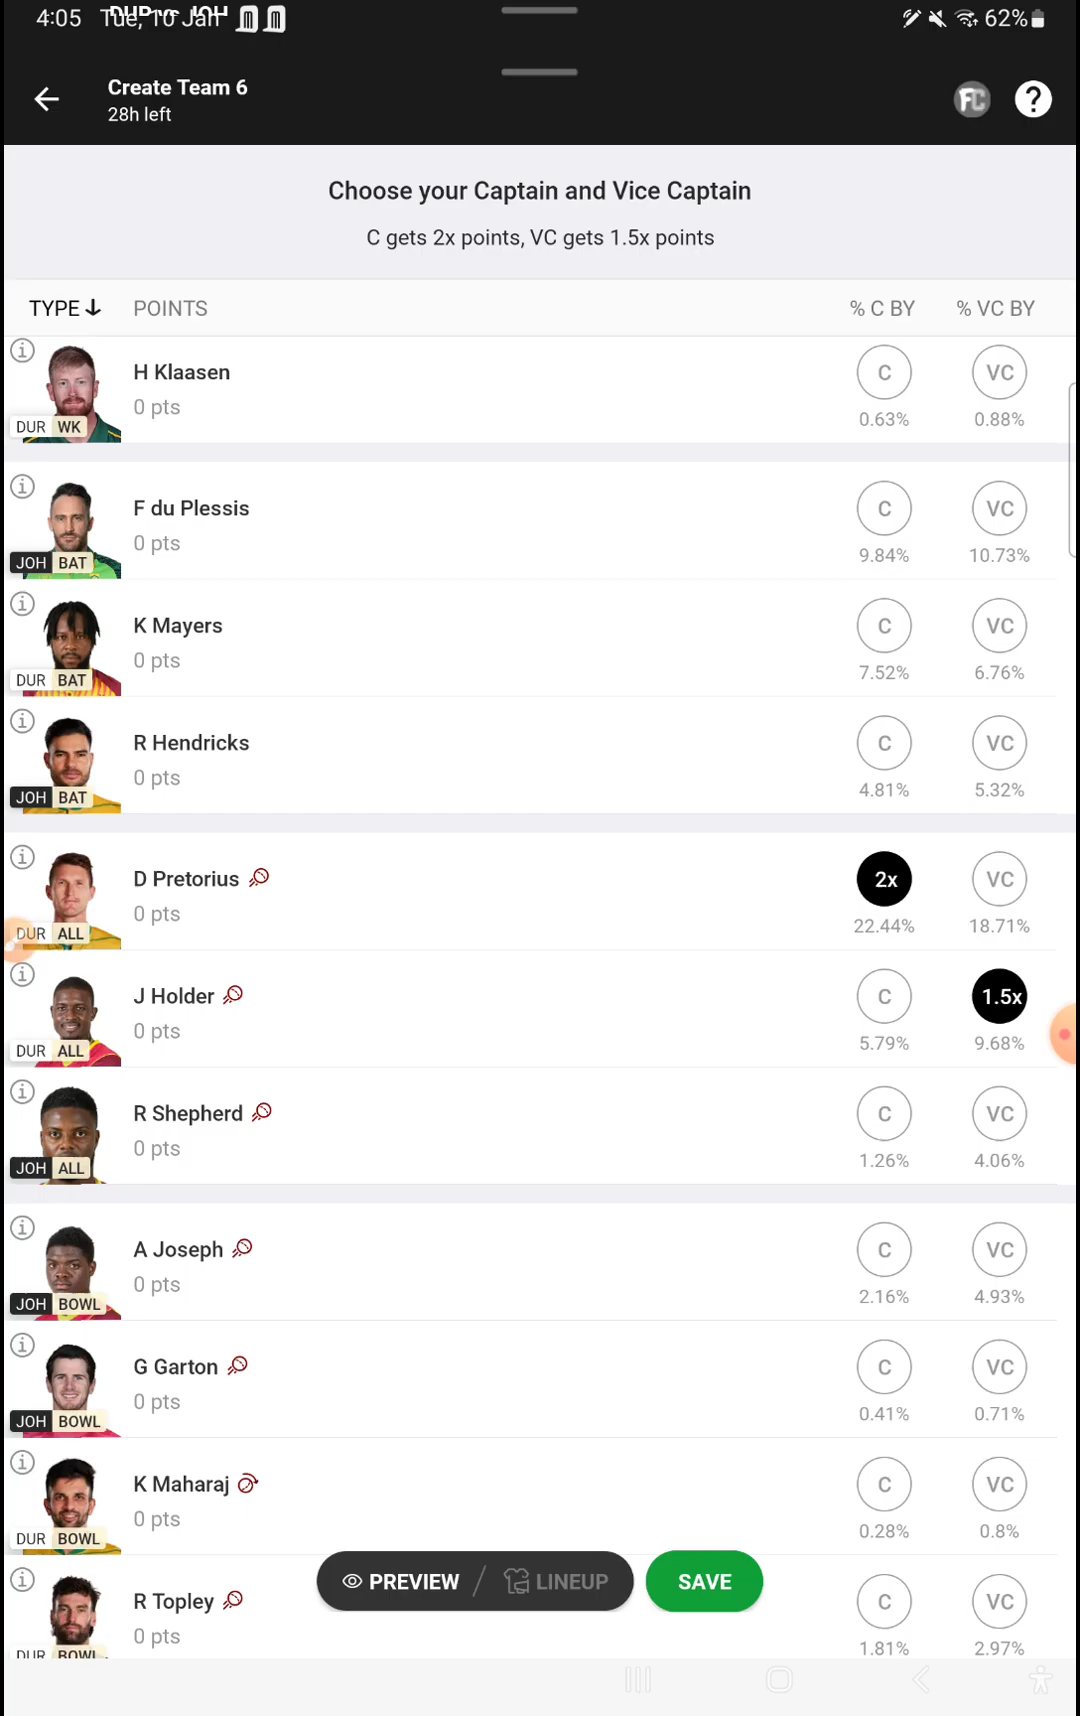 4:05 Tue, 10 Jan 62%
Create Team 6
28h left
FC ?
Choose your Captain and Vice Captain
C gets 2x points, VC gets 1.5x points
TYPE POINTS % C BY % VC BY
H Klaasen C VC
0 pts 0.63% 0.88%
DUR WK
F du Plessis C VC
0 pts 9.84% 10.73%
JOH BAT
K Mayers C VC
0 pts 7.52% 6.76%
DUR BAT
R Hendricks C VC
0 pts 4.81% 5.32%
JOH BAT
D Pretorius 2x VC
0 pts 22.44% 18.71%
DUR ALL
J Holder C 1.5x
0 pts 5.79% 9.68%
DUR ALL
R Shepherd C VC
0 pts 1.26% 4.06%
JOH ALL
A Joseph C VC
0 pts 2.16% 4.93%
JOH BOWL
G Garton C VC
0 pts 0.41% 0.71%
JOH BOWL
K Maharaj C VC
0 pts 0.28% 0.8%
DUR BOWL
PREVIEW / LINEUP SAVE
R Topley C VC
0 pts 1.81% 2.97%
DUR BOWL